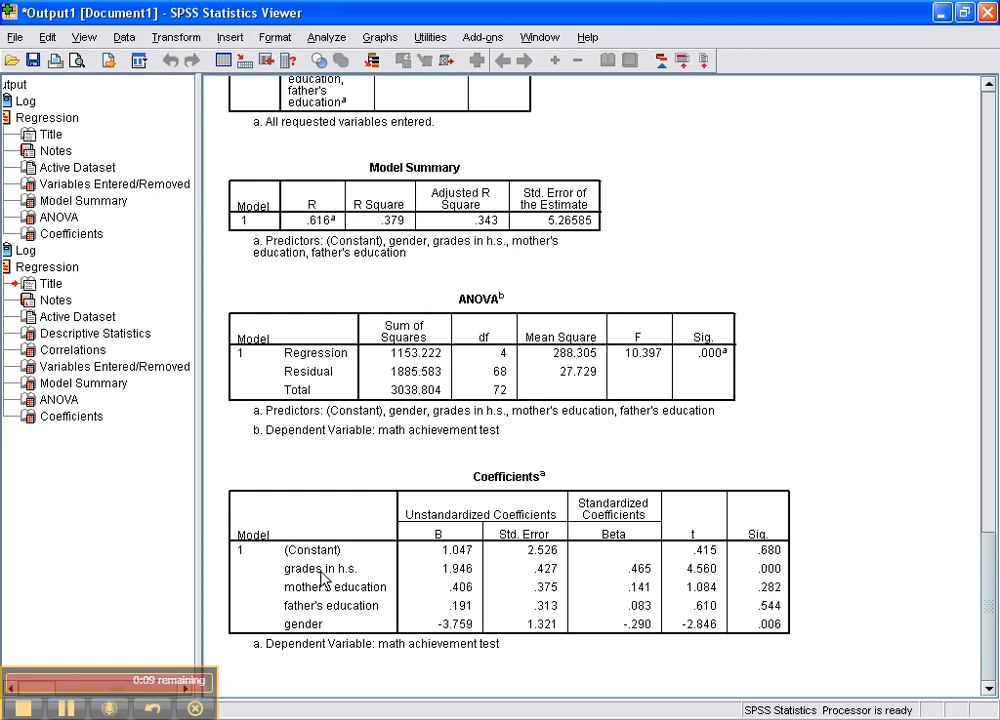 *Output1 [Document1] - SPSS Statistics Viewer
File Edit View Data Transform Insert Format Analyze Graphs Utilities Add-ons Window Help
tput
Log
Regression
Title
Notes
Active Dataset
Variables Entered/Removed
Model Summary
ANOVA
Coefficients
Log
Regression
Title
Notes
Active Dataset
Descriptive Statistics
Correlations
Variables Entered/Removed
Model Summary
ANOVA
Coefficients
education,
father's
educationa
a. All requested variables entered.
Model Summary
Model R R Square Adjusted R Square Std. Error of the Estimate
1 .616a .379 .343 5.26585
a. Predictors: (Constant), gender, grades in h.s., mother's
education, father's education
ANOVAb
Model Sum of Squares df Mean Square F Sig.
1 Regression 1153.222 4 288.305 10.397 .000a
Residual 1885.583 68 27.729
Total 3038.804 72
a. Predictors: (Constant), gender, grades in h.s., mother's education, father's education
b. Dependent Variable: math achievement test
Coefficientsa
Unstandardized Coefficients Standardized Coefficients
Model B Std. Error Beta t Sig.
1 (Constant) 1.047 2.526 .415 .680
grades in h.s. 1.946 .427 .465 4.560 .000
mother's education .406 .375 .141 1.084 .282
father's education .191 .313 .083 .610 .544
gender -3.759 1.321 -.290 -2.846 .006
a. Dependent Variable: math achievement test
0:09 remaining
SPSS Statistics Processor is ready